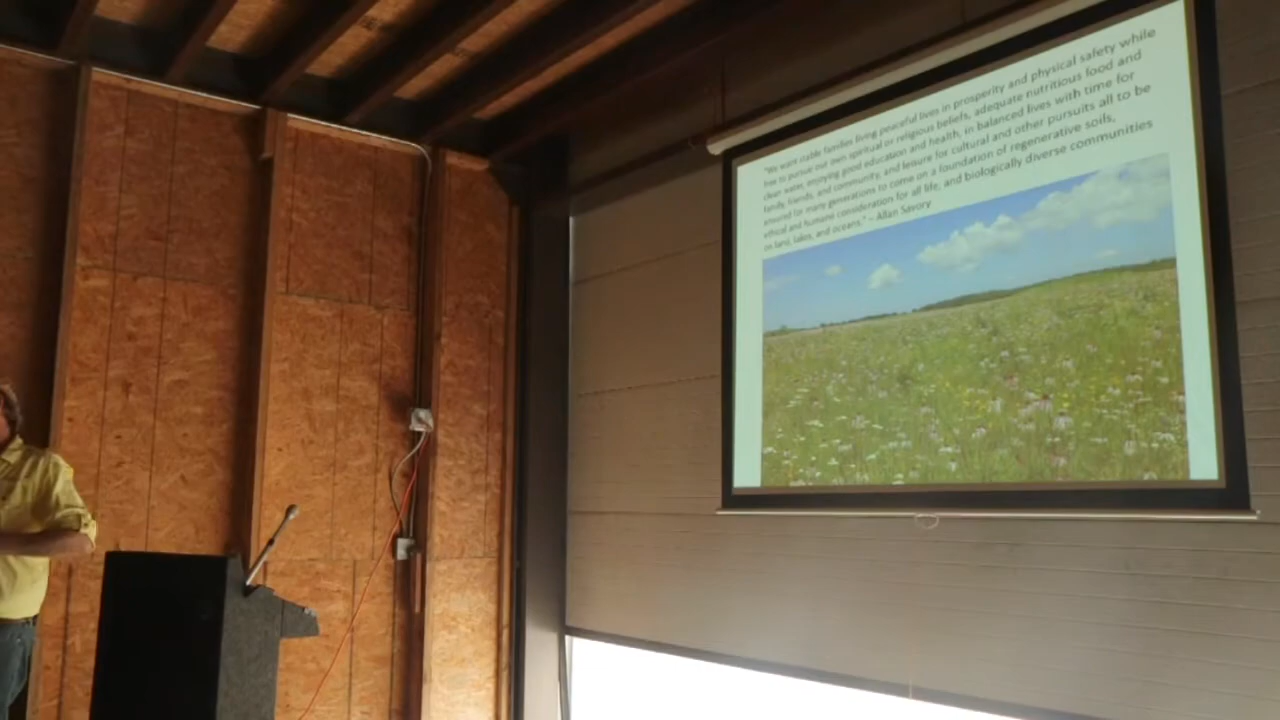 "We want stable families living peaceful lives in prosperity and physical safety while
free to pursue our own spiritual or religious beliefs, adequate nutritious food and
clean water, enjoying good education and health, in balanced lives with time for
family, friends, and community, and leisure for cultural and other pursuits all to be
ensured for many generations to come on a foundation of regenerative soils,
ethical and humane consideration for all life; and biologically diverse communities
on land, lakes, and oceans." – Allan Savory